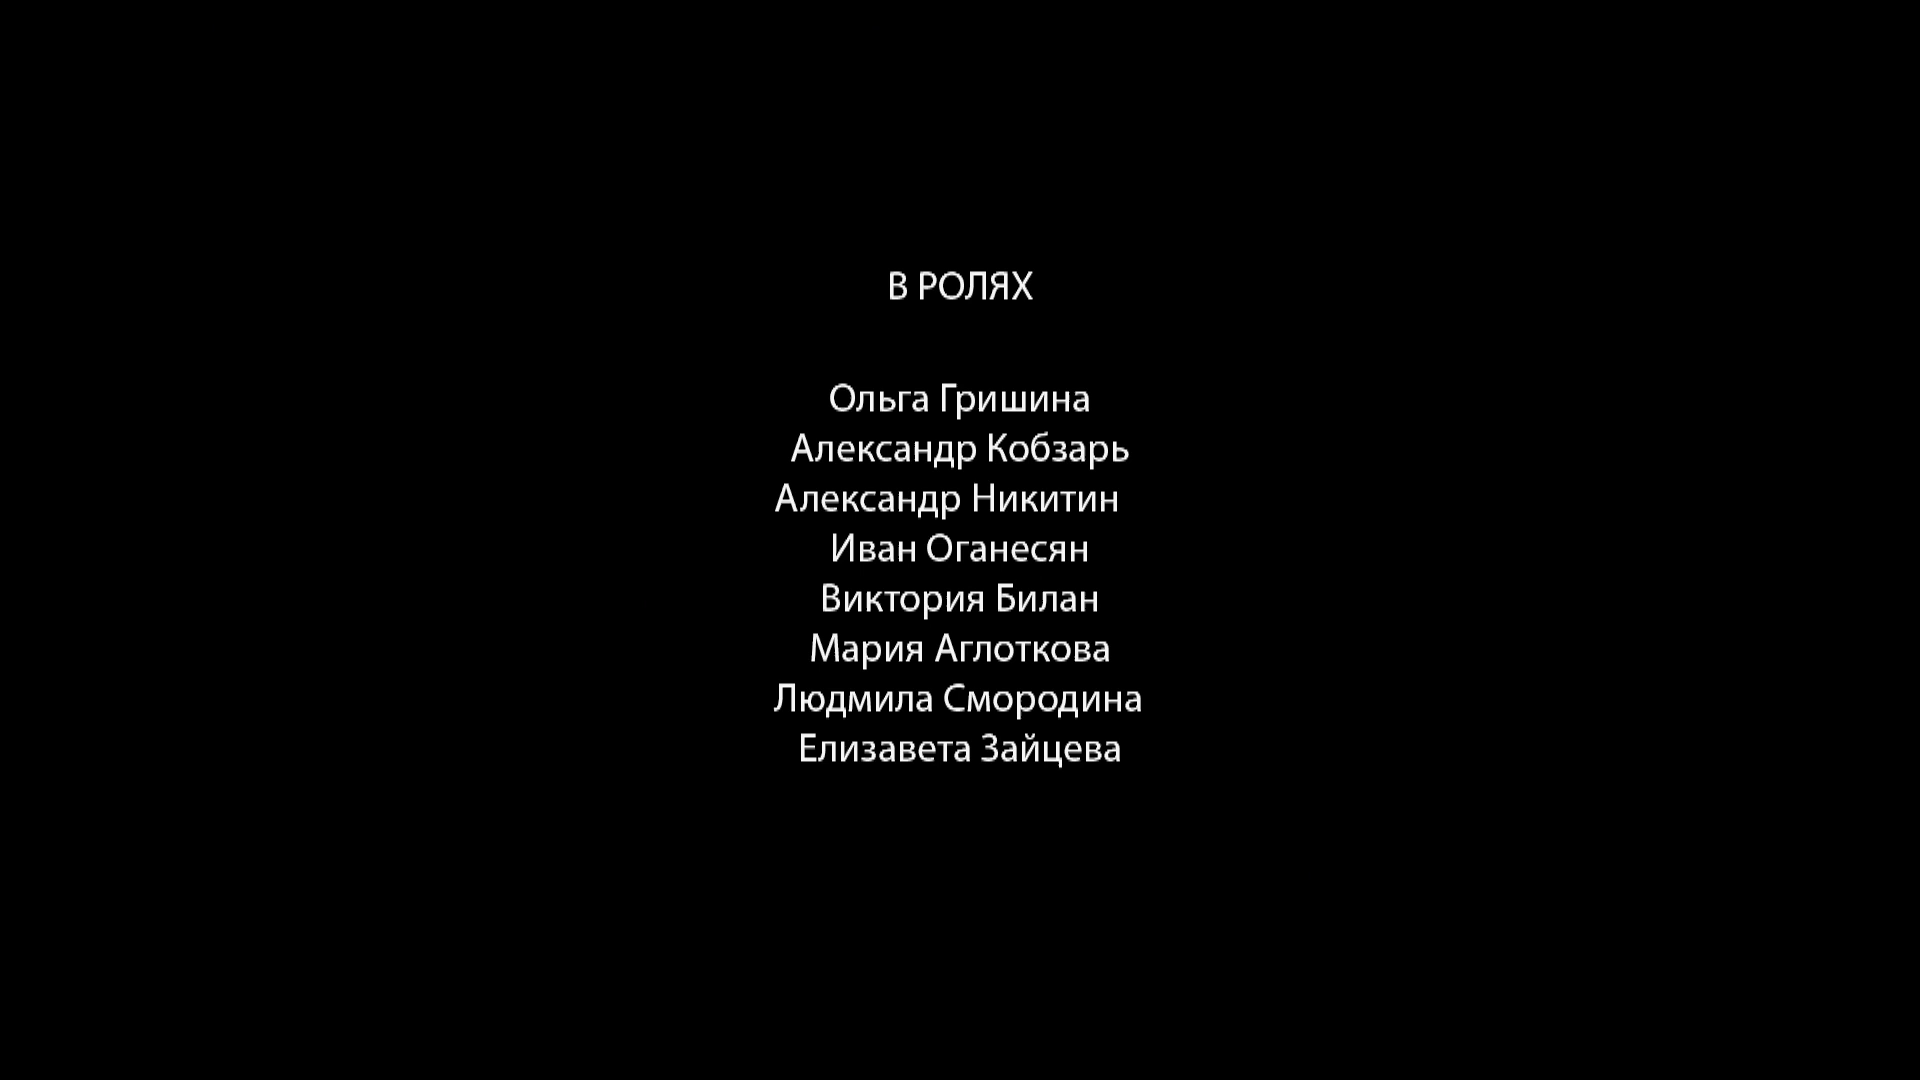 В РОЛЯХ
Ольга Гришина
Александр Кобзарь
Александр Никитин
Иван Оганесян
Виктория Билан
Мария Аглоткова
Людмила Смородина
Елизавета Зайцева